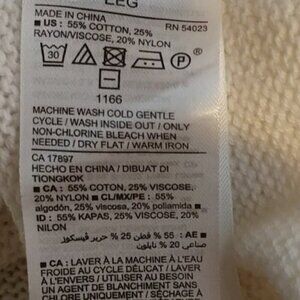 LEG
MADE IN CHINA
■ US : 55% COTTON, 25% RN 54023
RAYON/VISCOSE, 20% NYLON
30 P
1166
MACHINE WASH COLD GENTLE
CYCLE / WASH INSIDE OUT / ONLY
NON-CHLORINE BLEACH WHEN
NEEDED / DRY FLAT / WARM IRON
CA 17897
HECHO EN CHINA / DIBUAT DI
TIONGKOK
■ CA : 55% COTON, 25% VISCOSE,
20% NYLON ■ CL/MX/PE : 55%
algodón, 25% viscosa, 20% poliamida ■
ID : 55% KAPAS, 25% VISCOSE, 20%
NILON
■ AE : 55 % قطن 25 % حرير فيسكوز
صناعي 20 % نايلون
■ CA : LAVER À LA MACHINE À L'EAU
FROIDE AU CYCLE DÉLICAT / LAVER
À L'ENVERS / UTILISER AU BESOIN
UN AGENT DE BLANCHIMENT SANS
CHLORE UNIQUEMENT / SÉCHAGE À